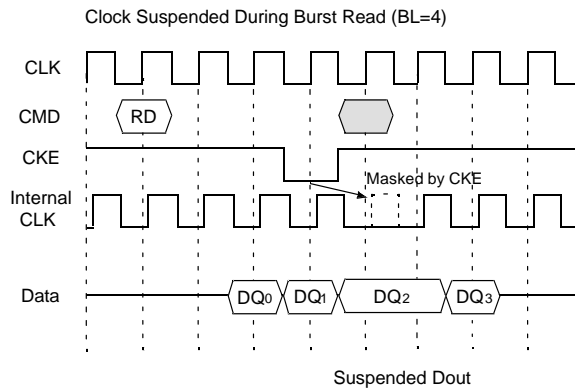 Clock Suspended During Burst Read (BL=4)
CLK
CMD
RD
CKE
Masked by CKE
Internal
CLK
Data
DQ0
DQ1
DQ2
DQ3
Suspended Dout